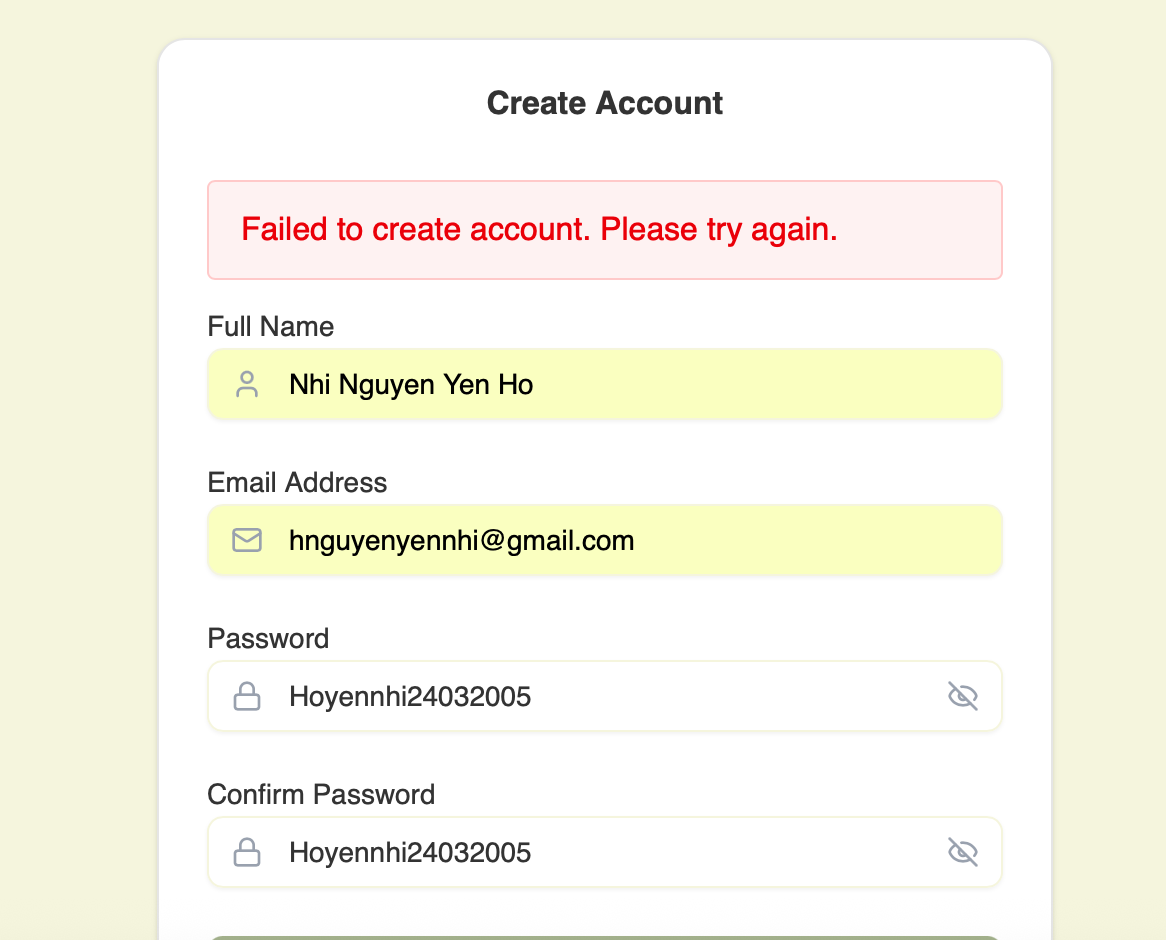 Create Account
Failed to create account. Please try again.
Full Name
Nhi Nguyen Yen Ho
Email Address
hnguyenyennhi@gmail.com
Password
Hoyennhi24032005
Confirm Password
Hoyennhi24032005